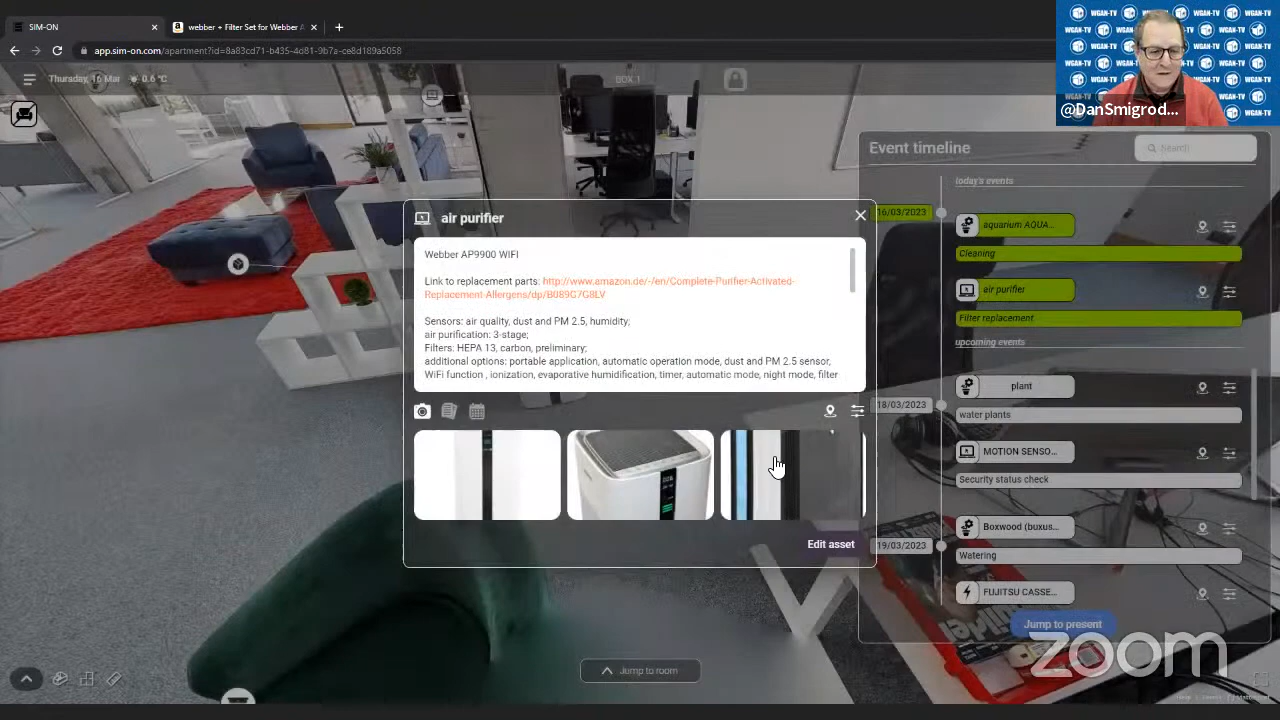 SIM-ON
webber + Filter Set for Webber A
app.sim-on.com/apartment?id=8a83cd71-b435-4d81-9b7a-ce8d189a5058
WGAN-TV
@DanSmigrod...
Thursday, 16 Mar
0.6 °C
BOX 1
Event timeline
Search
today's events
16/03/2023
aquarium AQUA...
Cleaning
air purifier
Filter replacement
upcoming events
18/03/2023
plant
water plants
MOTION SENSO...
Security status check
19/03/2023
Boxwood (buxus...
Watering
FUJITSU CASSE...
Jump to present
air purifier
Webber AP9900 WIFI
Link to replacement parts: http://www.amazon.de/-/en/Complete-Purifier-Activated-
Replacement-Allergens/dp/B089G7G8LV
Sensors: air quality, dust and PM 2.5, humidity;
air purification: 3-stage;
Filters: HEPA 13, carbon, preliminary;
additional options: portable application, automatic operation mode, dust and PM 2.5 sensor,
WiFi function , ionization, evaporative humidification, timer, automatic mode, night mode, filter
Edit asset
Jump to room
zoom